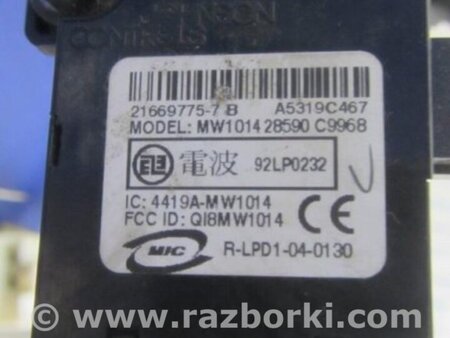 CONTROLS
21669775-7 B A5319C467
MODEL: MW1014 28590 C9968
電波 92LP0232
IC: 4419A-MW1014
FCC ID: QI8MW1014 CE
MIC R-LPD1-04-0130
© www.razborki.com